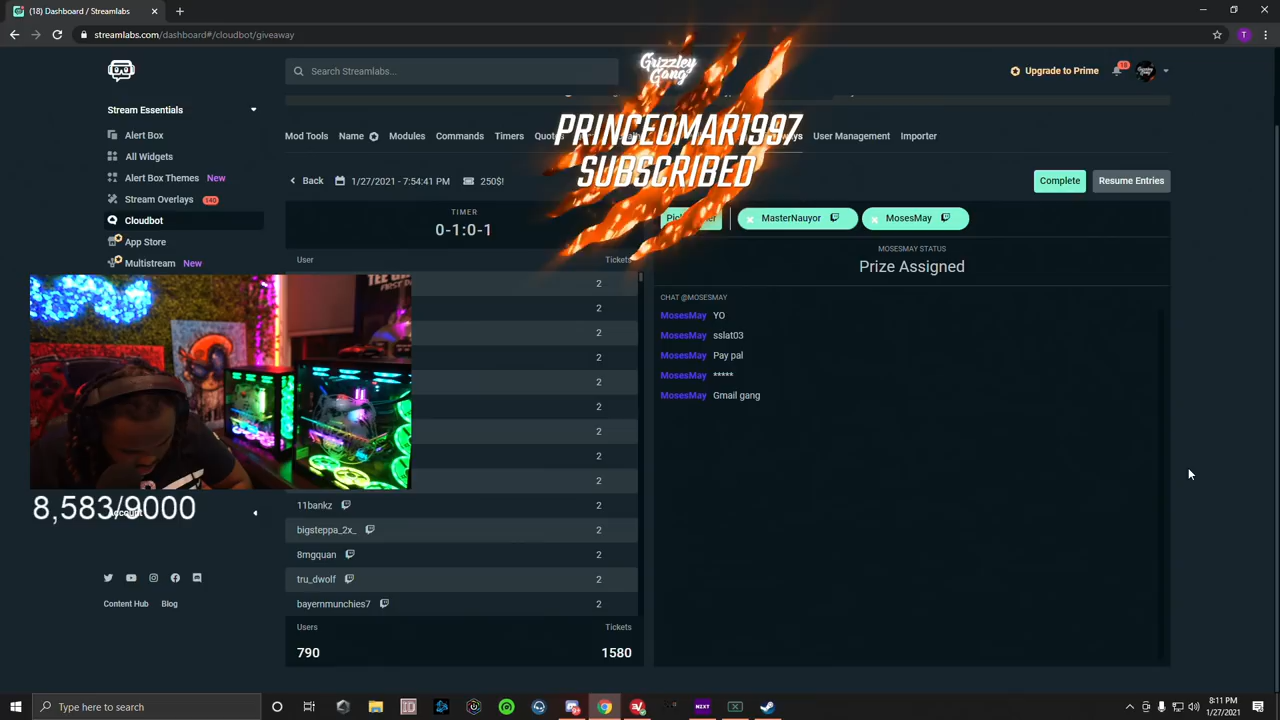 (18) Dashboard / Streamlabs
streamlabs.com/dashboard#/cloudbot/giveaway
T
Search Streamlabs...
Grizzley Gang
Upgrade to Prime
18
PRINCEOMAR1997
SUBSCRIBED
Stream Essentials
Alert Box
All Widgets
Alert Box Themes New
Stream Overlays 140
Cloudbot
App Store
Multistream New
Mod Tools Name Modules Commands Timers User Management Importer
Back 1/27/2021 - 7:54:41 PM 250$!
Complete Resume Entries
TIMER
0-1:0-1
User Tickets
2
2
2
2
2
2
2
2
2
11bankz 2
bigsteppa_2x_ 2
8mgquan 2
tru_dwolf 2
bayernmunchies7 2
Users Tickets
790 1580
MasterNauyor MosesMay
MOSESMAY STATUS
Prize Assigned
CHAT @MOSESMAY
MosesMay YO
MosesMay sslat03
MosesMay Pay pal
MosesMay *****
MosesMay Gmail gang
8,583/9000
Account
Content Hub Blog
Type here to search
N2XT
8:11 PM
1/27/2021